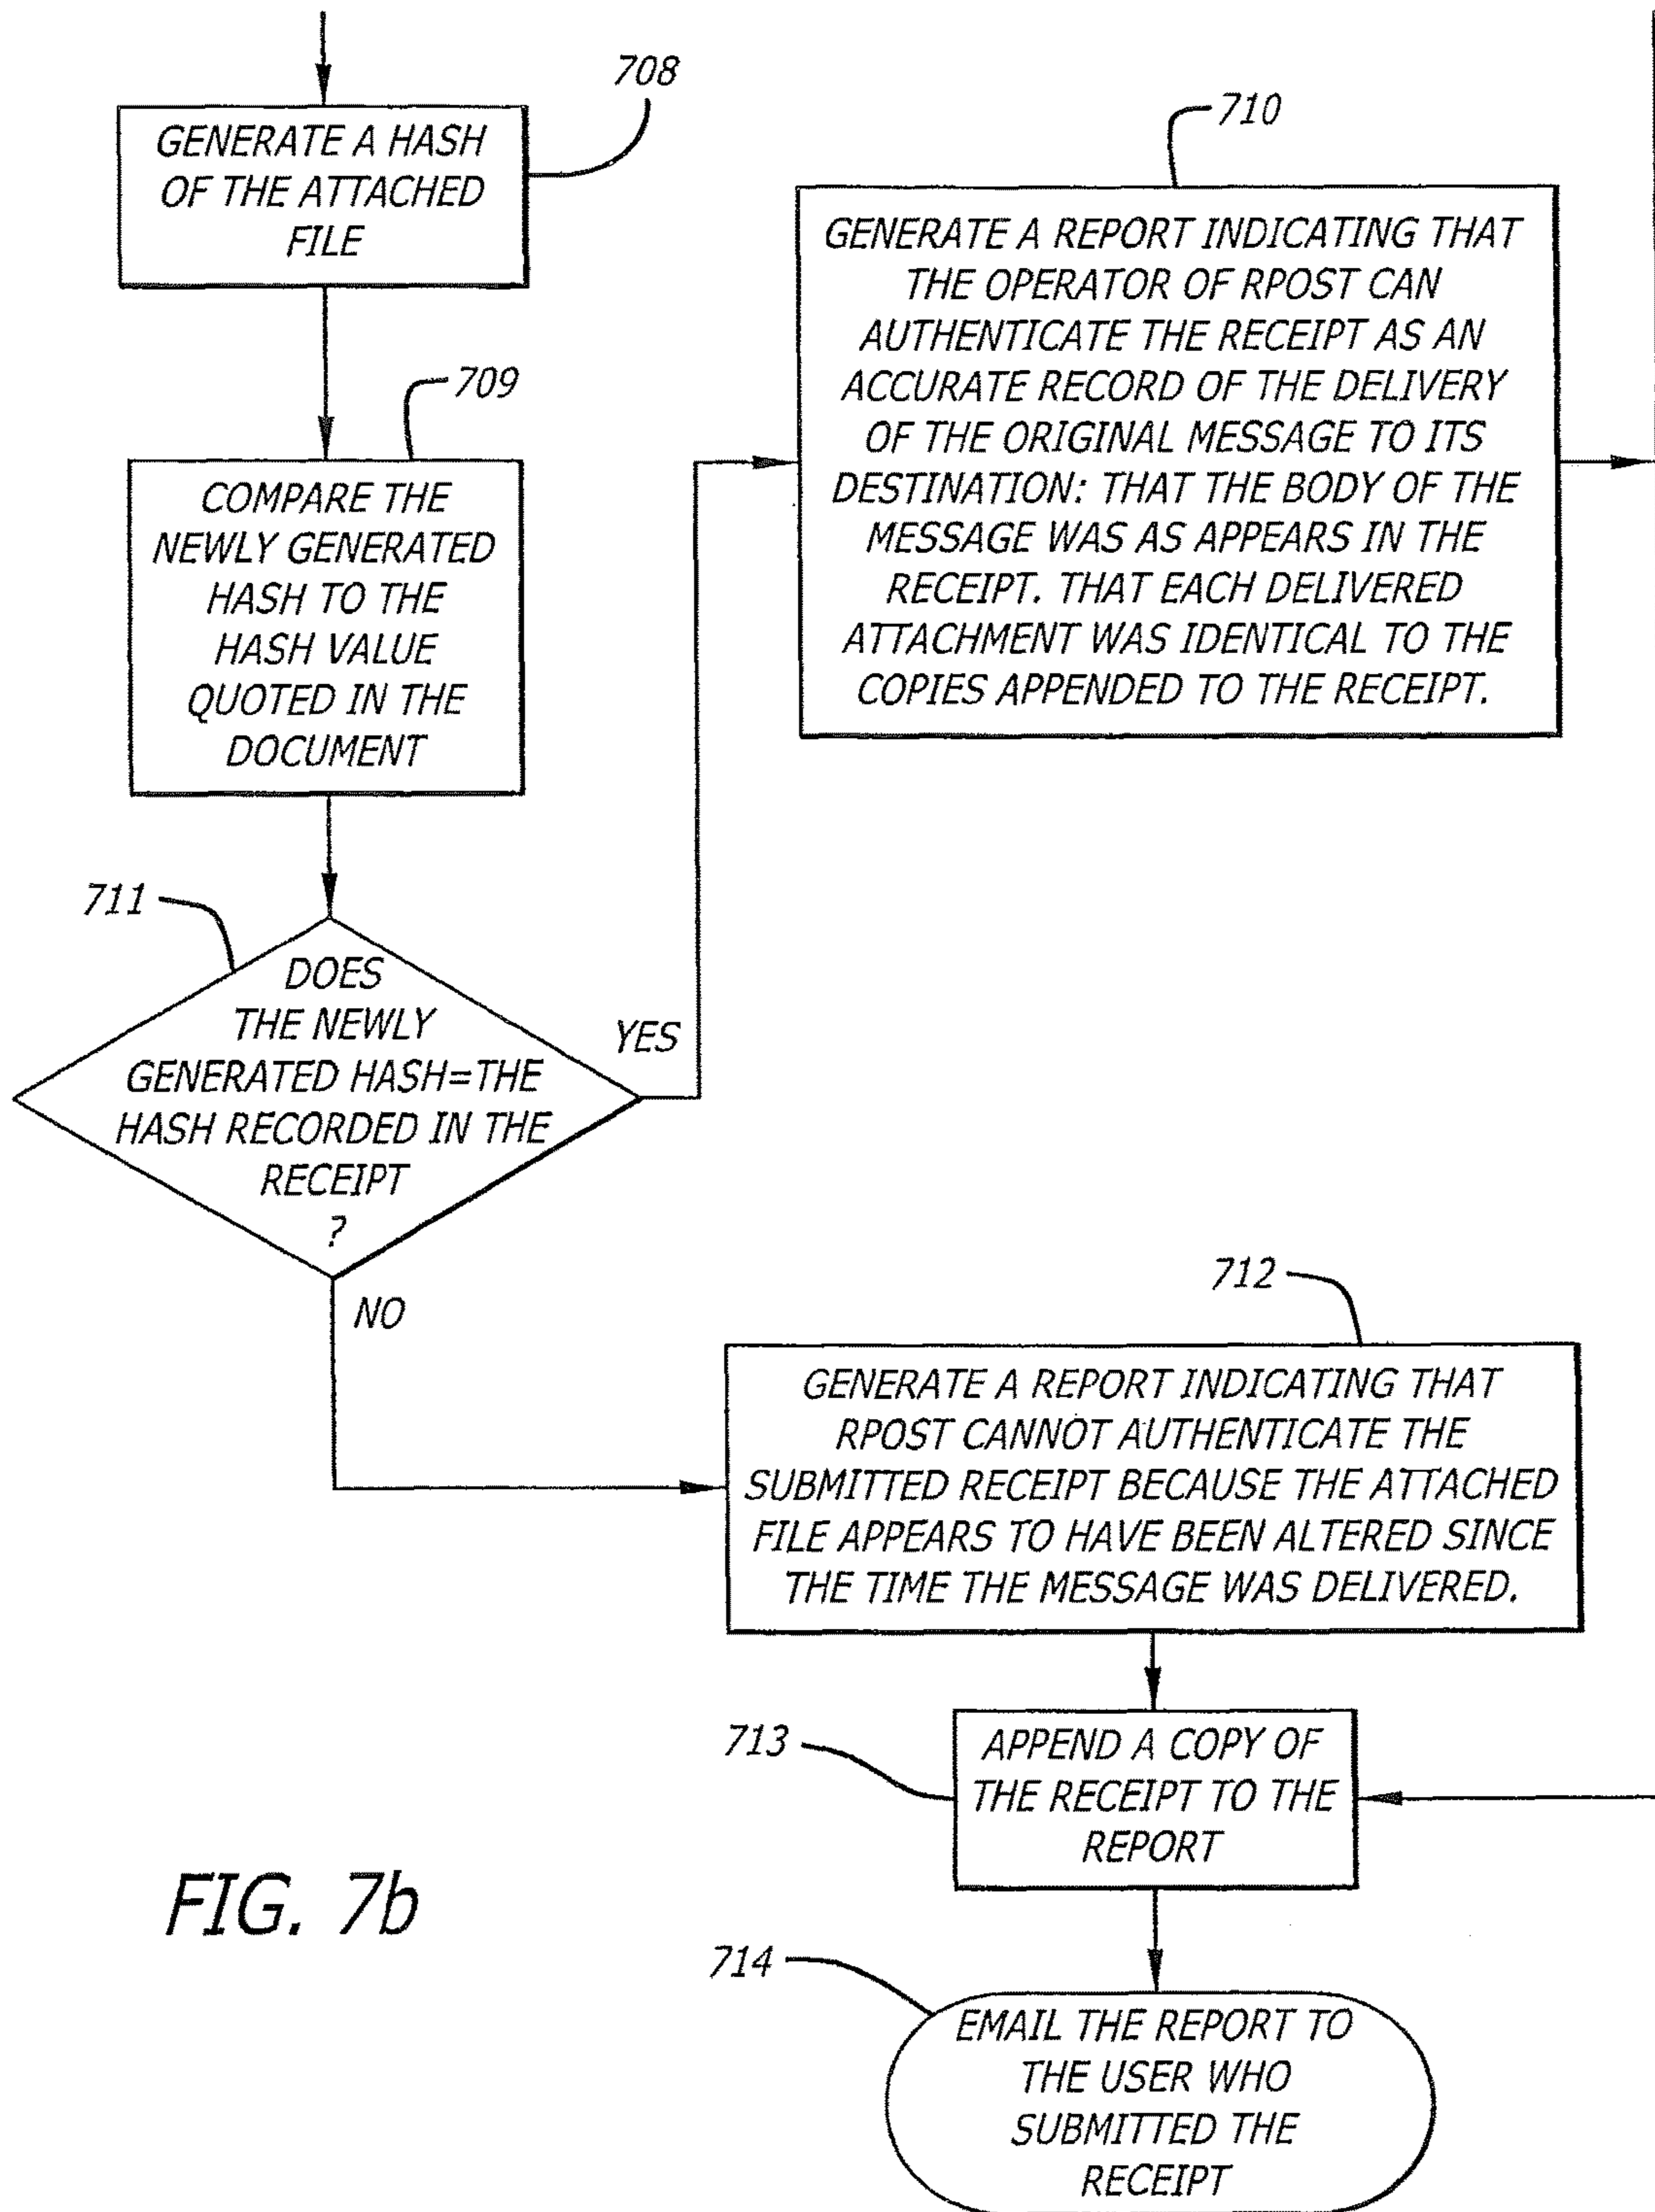 708
GENERATE A HASH
OF THE ATTACHED
FILE
709
COMPARE THE
NEWLY GENERATED
HASH TO THE
HASH VALUE
QUOTED IN THE
DOCUMENT
711
DOES
THE NEWLY
GENERATED HASH=THE
HASH RECORDED IN THE
RECEIPT
?
YES
NO
710
GENERATE A REPORT INDICATING THAT
THE OPERATOR OF RPOST CAN
AUTHENTICATE THE RECEIPT AS AN
ACCURATE RECORD OF THE DELIVERY
OF THE ORIGINAL MESSAGE TO ITS
DESTINATION: THAT THE BODY OF THE
MESSAGE WAS AS APPEARS IN THE
RECEIPT. THAT EACH DELIVERED
ATTACHMENT WAS IDENTICAL TO THE
COPIES APPENDED TO THE RECEIPT.
712
GENERATE A REPORT INDICATING THAT
RPOST CANNOT AUTHENTICATE THE
SUBMITTED RECEIPT BECAUSE THE ATTACHED
FILE APPEARS TO HAVE BEEN ALTERED SINCE
THE TIME THE MESSAGE WAS DELIVERED.
713
APPEND A COPY OF
THE RECEIPT TO THE
REPORT
714
EMAIL THE REPORT TO
THE USER WHO
SUBMITTED THE
RECEIPT
FIG. 7b